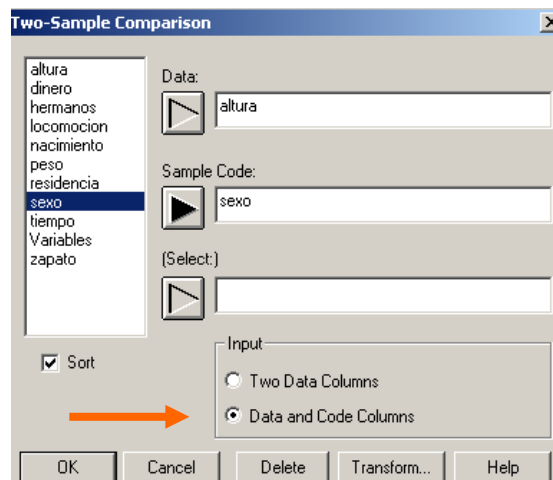 Two-Sample Comparison
altura
dinero
hermanos
locomocion
nacimiento
peso
residencia
sexo
tiempo
Variables
zapato
Sort
Data:
altura
Sample Code:
sexo
(Select:)
Input
Two Data Columns
Data and Code Columns
OK
Cancel
Delete
Transform...
Help